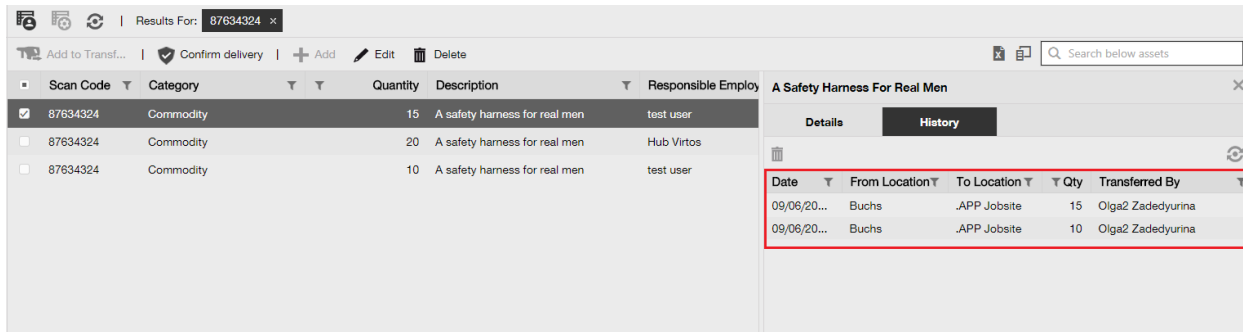 Results For: 87634324 ×
Add to Transf... | Confirm delivery | Add Edit Delete
Search below assets
Scan Code Category Quantity Description Responsible Employ
87634324 Commodity 15 A safety harness for real men test user
87634324 Commodity 20 A safety harness for real men Hub Virtos
87634324 Commodity 10 A safety harness for real men test user
A Safety Harness For Real Men
Details History
Date From Location To Location Qty Transferred By
09/06/20... Buchs .APP Jobsite 15 Olga2 Zadedyurina
09/06/20... Buchs .APP Jobsite 10 Olga2 Zadedyurina